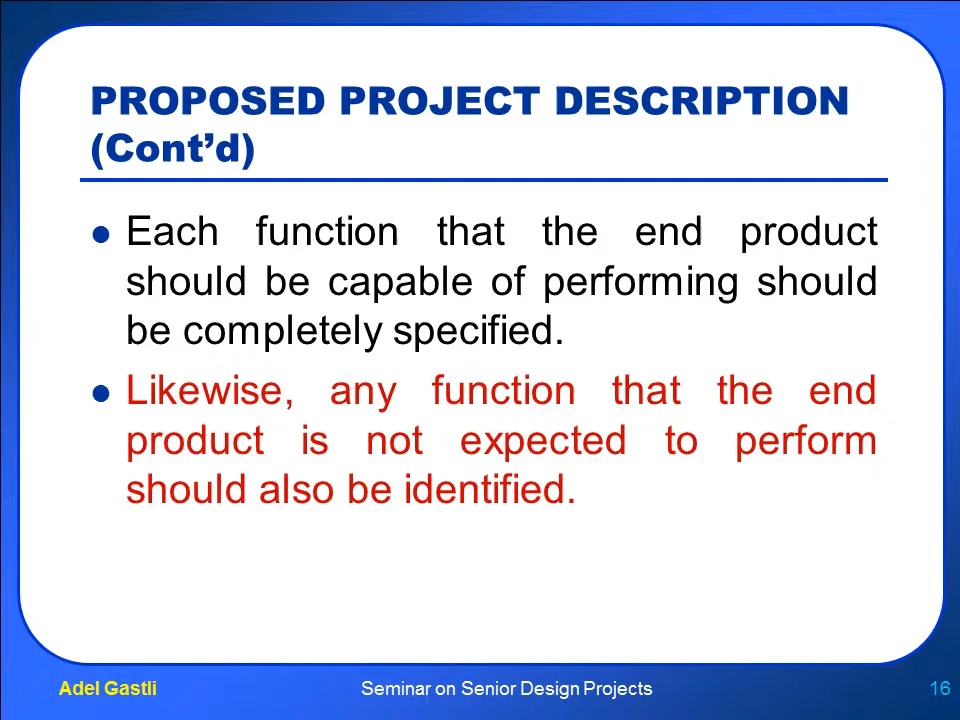 PROPOSED PROJECT DESCRIPTION
(Cont’d)
Each function that the end product
should be capable of performing should
be completely specified.
Likewise, any function that the end
product is not expected to perform
should also be identified.
Adel Gastli
Seminar on Senior Design Projects
16